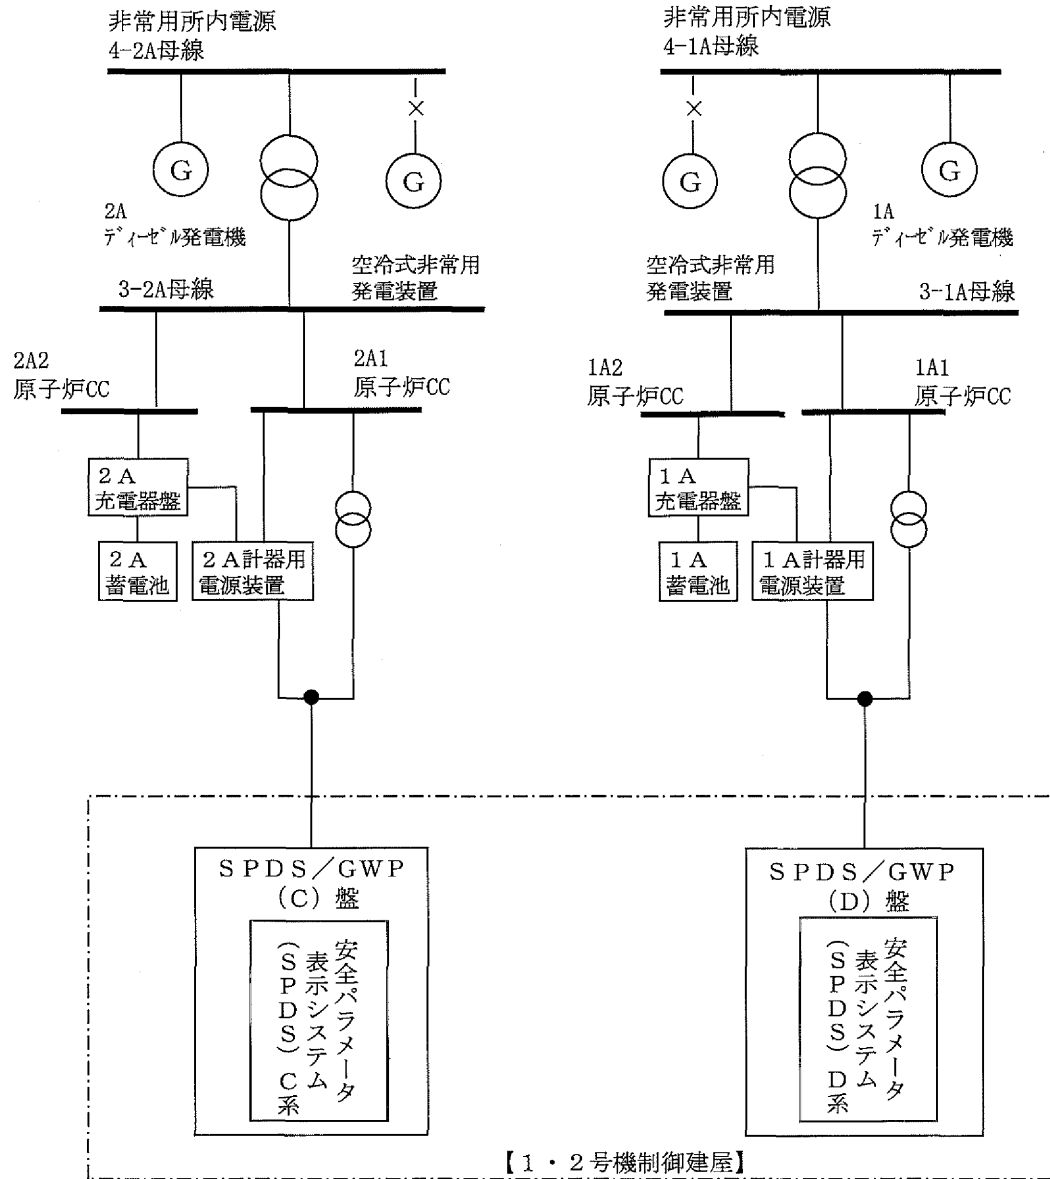 非常用所内電源
4-2A母線
G
G
2A
ディーゼル発電機
空冷式非常用
発電装置
3-2A母線
2A2
原子炉CC
2A1
原子炉CC
2A
充電器盤
2A
蓄電池
2A計器用
電源装置
非常用所内電源
4-1A母線
G
G
1A
ディーゼル発電機
空冷式非常用
発電装置
3-1A母線
1A2
原子炉CC
1A1
原子炉CC
1A
充電器盤
1A
蓄電池
1A計器用
電源装置
SPDS/GWP
(C)盤
安全パラメータ
表示システム
(SPDS)C系
SPDS/GWP
(D)盤
安全パラメータ
表示システム
(SPDS)D系
【1・2号機制御建屋】